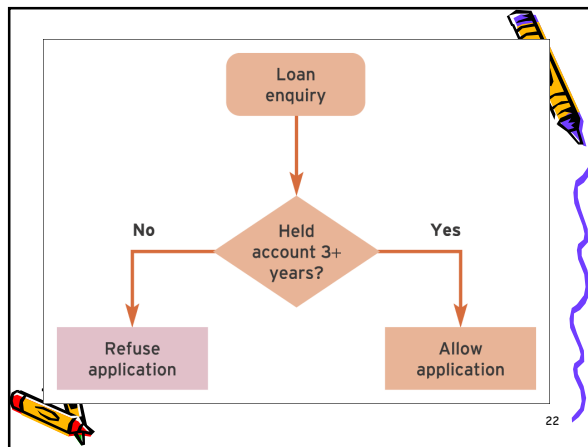 Loan
enquiry
No
Held
account 3+
years?
Yes
Refuse
application
Allow
application
22